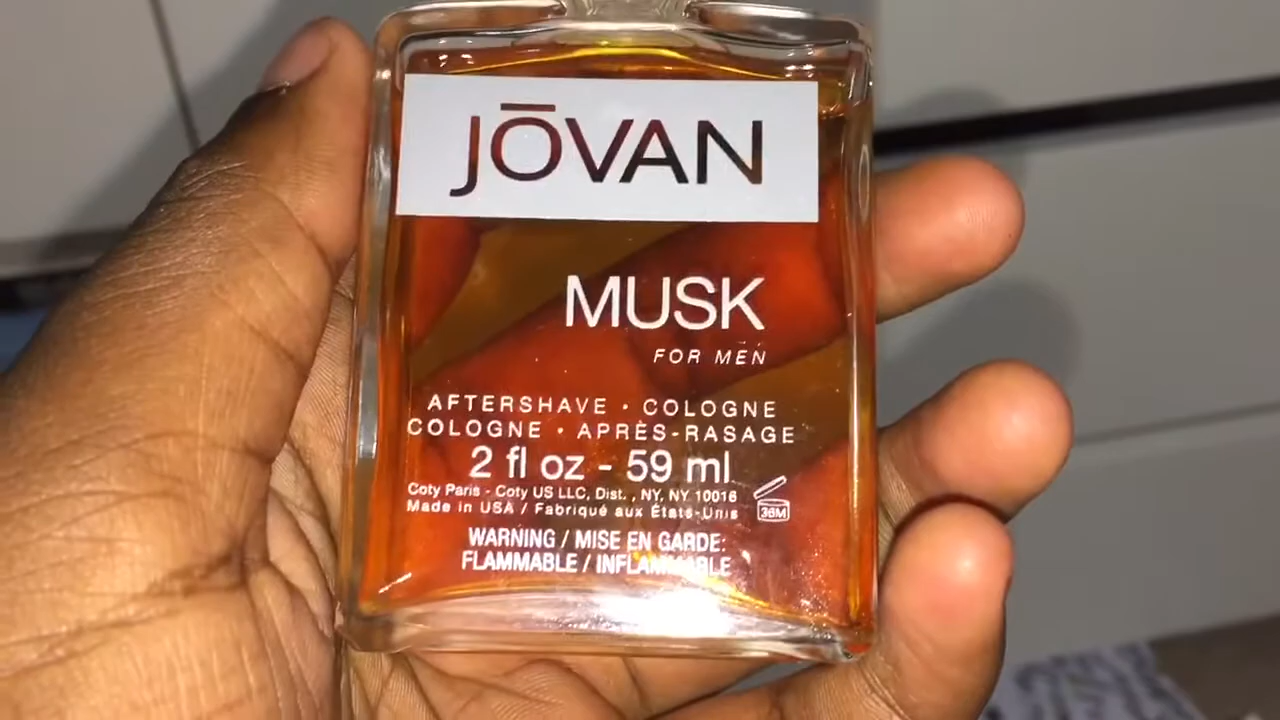 JŌVAN
MUSK
FOR MEN
AFTERSHAVE • COLOGNE
COLOGNE • APRÈS-RASAGE
2 fl oz - 59 ml
Coty Paris - Coty US LLC, Dist. , NY, NY 10016
Made in USA / Fabriqué aux États-Unis
36M
WARNING / MISE EN GARDE:
FLAMMABLE / INFLAMMABLE